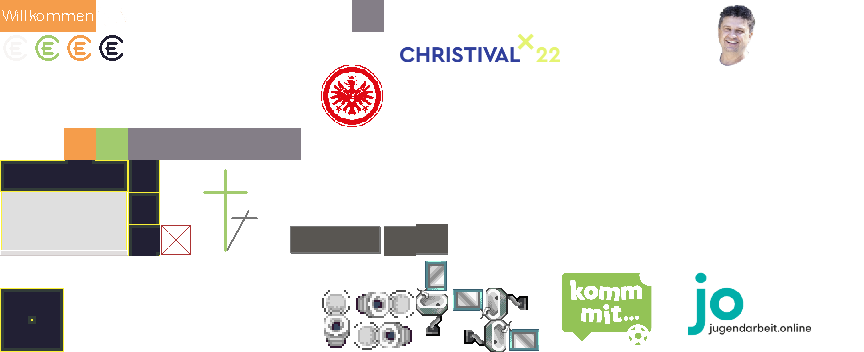 Willkommen
CHRISTIVAL 22
komm
mit...
jo
jugendarbeit.online